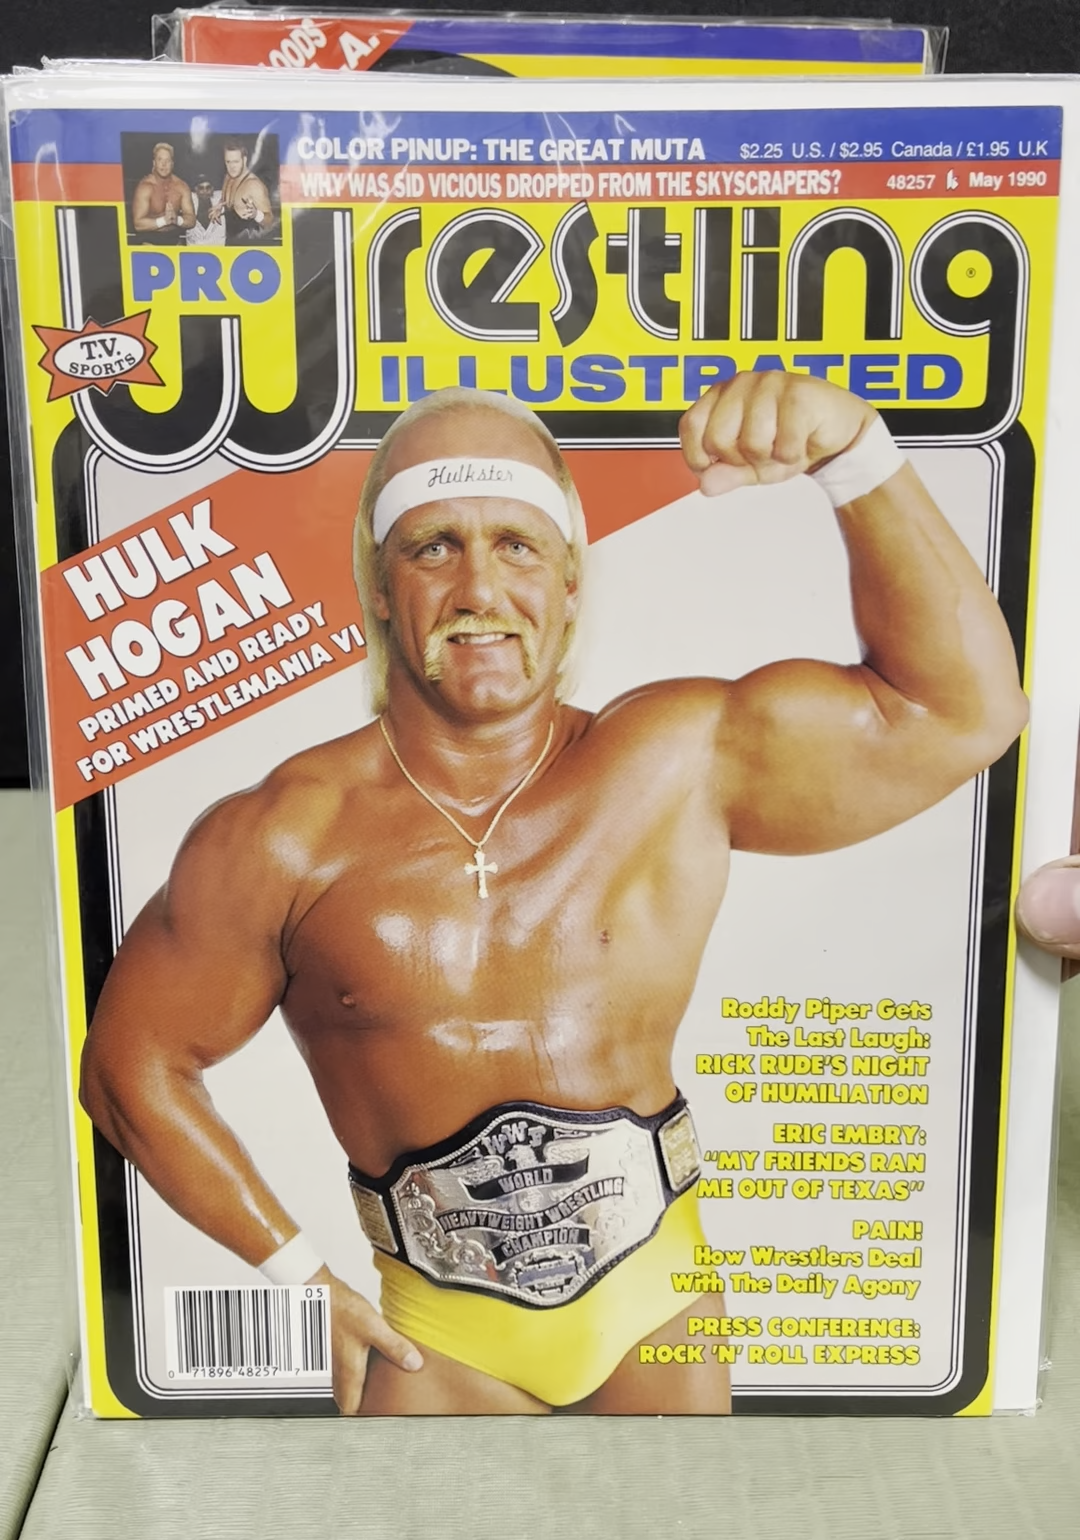 OODS
.A.
COLOR PINUP: THE GREAT MUTA
$2.25 U.S. / $2.95 Canada / £1.95 U.K
WHY WAS SID VICIOUS DROPPED FROM THE SKYSCRAPERS?
48257 May 1990
PRO
Wrestling
®
ILLUSTRATED
T.V.
SPORTS
Hulkster
HULK
HOGAN
PRIMED AND READY
FOR WRESTLEMANIA VI
Roddy Piper Gets
The Last Laugh:
RICK RUDE'S NIGHT
OF HUMILIATION
ERIC EMBRY:
"MY FRIENDS RAN
ME OUT OF TEXAS"
PAIN!
How Wrestlers Deal
With The Daily Agony
PRESS CONFERENCE:
ROCK 'N' ROLL EXPRESS
WWF
WORLD
HEAVYWEIGHT WRESTLING
CHAMPION
05
0 71896 48257 7